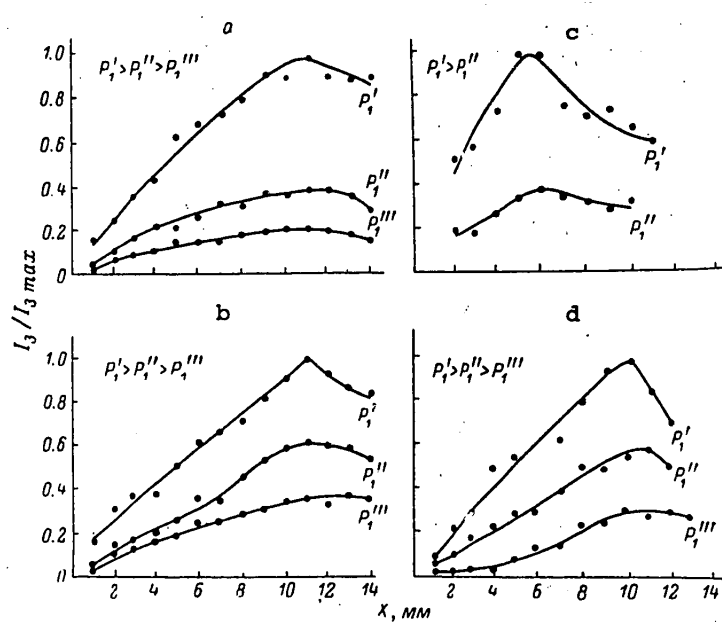 a
c
1.0
P₁' > P₁'' > P₁'''
P₁' > P₁''
0.8
P₁'
0.6
P₁'
0.4
P₁''
P₁''
0.2
P₁'''
0
I₃ / I₃ max
b
d
1.0
P₁' > P₁'' > P₁'''
P₁' > P₁'' > P₁'''
0.8
P₁'
P₁'
0.6
P₁''
P₁''
0.4
0.2
P₁'''
P₁'''
0
2 4 6 8 10 12 14
2 4 6 8 10 12 14
X, мм